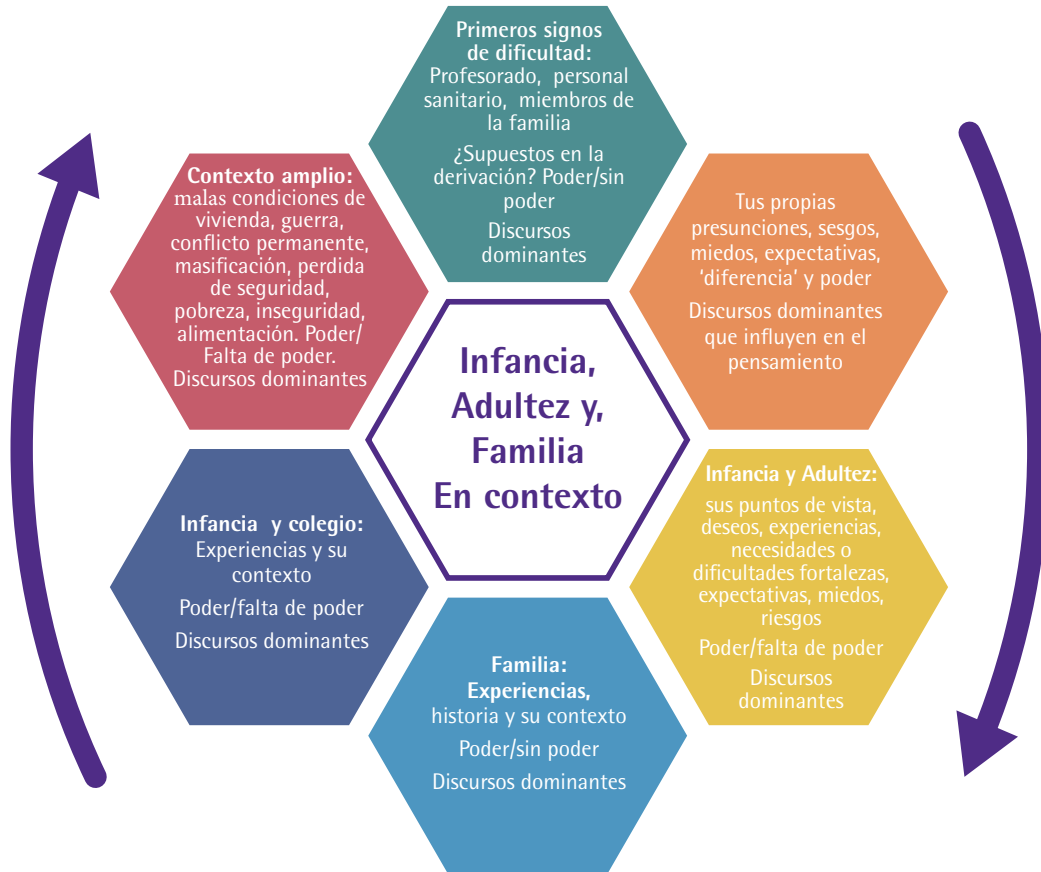 Primeros signos
de dificultad:
Profesorado, personal
sanitario, miembros de
la familia
¿Supuestos en la
derivación? Poder/sin
poder
Discursos
dominantes
Tus propias
presunciones, sesgos,
miedos, expectativas,
‘diferencia’ y poder
Discursos dominantes
que influyen en el
pensamiento
Infancia y Adultez:
sus puntos de vista,
deseos, experiencias,
necesidades o
dificultades fortalezas,
expectativas, miedos,
riesgos
Poder/falta de poder
Discursos
dominantes
Familia:
Experiencias,
historia y su contexto
Poder/sin poder
Discursos dominantes
Infancia y colegio:
Experiencias y su
contexto
Poder/falta de poder
Discursos dominantes
Contexto amplio:
malas condiciones de
vivienda, guerra,
conflicto permanente,
masificación, perdida
de seguridad,
pobreza, inseguridad,
alimentación. Poder/
Falta de poder.
Discursos dominantes
Infancia,
Adultez y,
Familia
En contexto